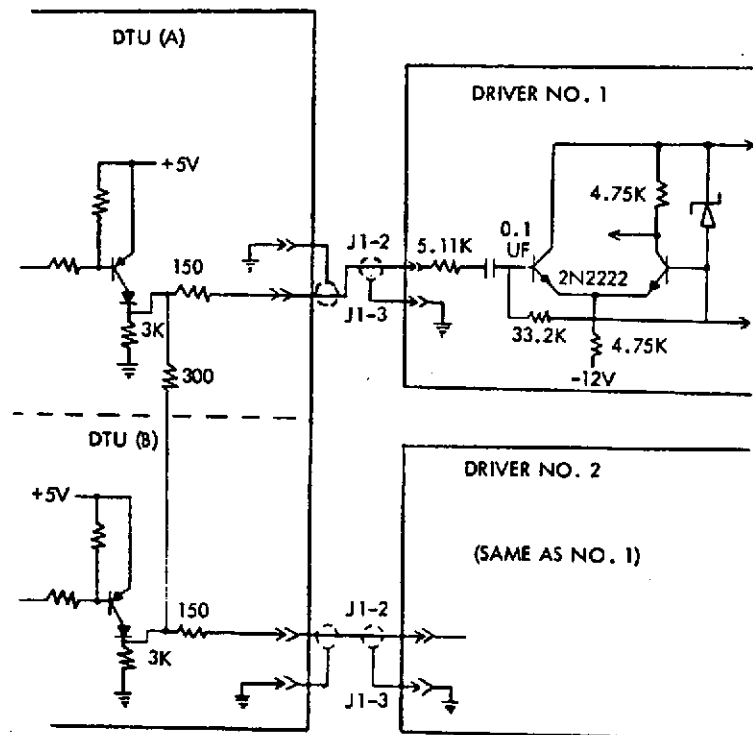 DTU (A)
+5V
150
3K
300
J1-2
J1-3
DRIVER NO. 1
4.75K
5.11K
0.1
UF
2N2222
33.2K
4.75K
-12V
DTU (B)
+5V
150
3K
J1-2
J1-3
DRIVER NO. 2
(SAME AS NO. 1)